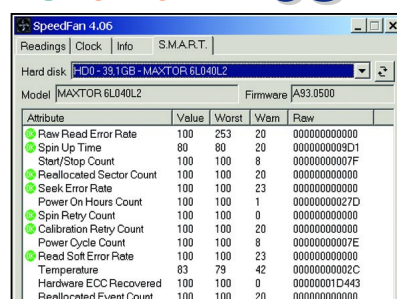 SpeedFan 4.06
Readings Clock Info S.M.A.R.T.
Hard disk HD0 - 39,1GB - MAXTOR 6L040L2
Model MAXTOR 6L040L2 Firmware A93.0500
Attribute Value Worst Warn Raw
Raw Read Error Rate 100 253 20 000000000000
Spin Up Time 80 80 20 0000000009D1
Start/Stop Count 100 100 8 00000000007F
Reallocated Sector Count 100 100 20 000000000000
Seek Error Rate 100 100 23 000000000000
Power On Hours Count 100 100 1 00000000027D
Spin Retry Count 100 100 0 000000000000
Calibration Retry Count 100 100 20 000000000000
Power Cycle Count 100 100 8 00000000007E
Read Soft Error Rate 100 100 23 000000000000
Temperature 83 79 42 00000000002C
Hardware ECC Recovered 100 100 0 00000001D443
Reallocated Event Count 100 100 20 000000000000